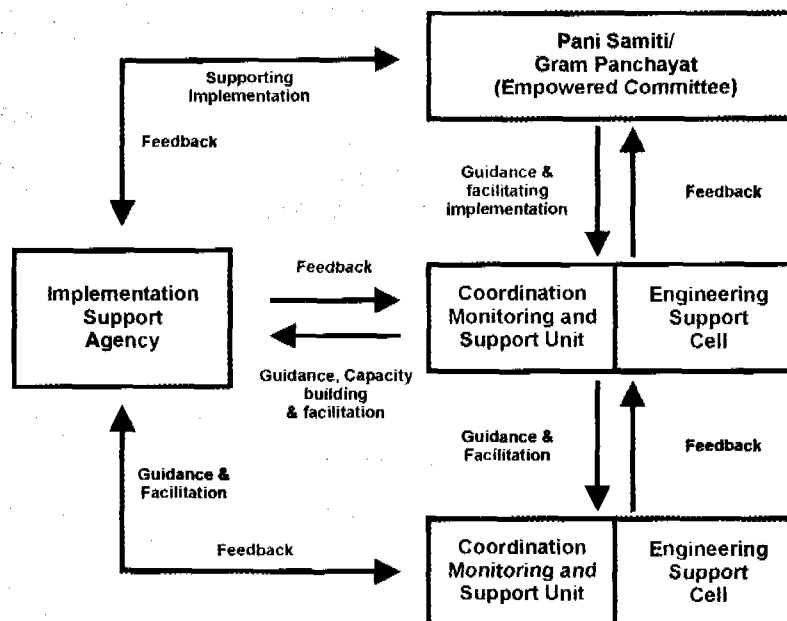 Pani Samiti/
Gram Panchayat
(Empowered Committee)
Supporting
Implementation
Feedback
Guidance &
facilitating
implementation
Feedback
Implementation
Support
Agency
Feedback
Guidance, Capacity
building
& facilitation
Coordination
Monitoring and
Support Unit
Engineering
Support
Cell
Guidance &
Facilitation
Feedback
Guidance &
Facilitation
Feedback
Coordination
Monitoring and
Support Unit
Engineering
Support
Cell